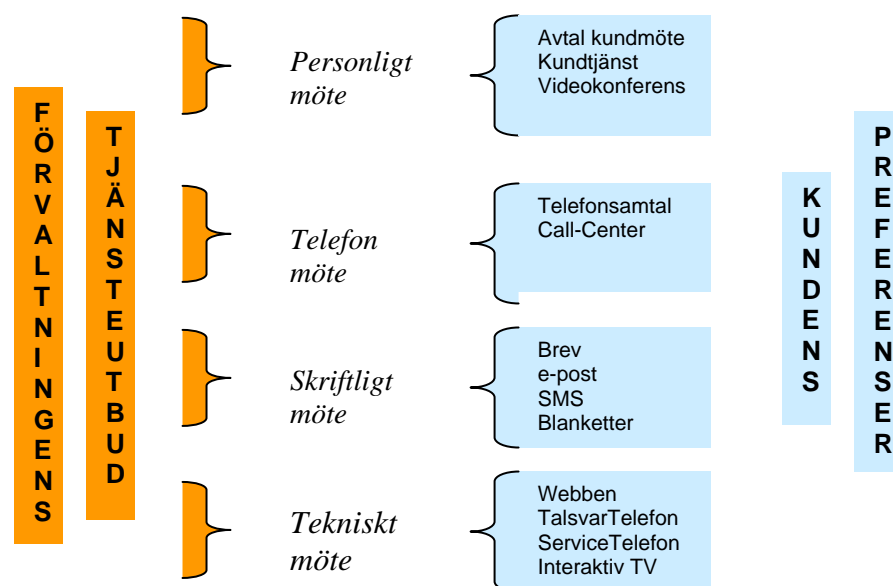 FÖRVALTNINGENS
TJÄNSTEUTBUD
Personligt
möte
Avtal kundmöte
Kundtjänst
Videokonferens
Telefon
möte
Telefonsamtal
Call-Center
Skriftligt
möte
Brev
e-post
SMS
Blanketter
Tekniskt
möte
Webben
TalsvarTelefon
ServiceTelefon
Interaktiv TV
KUNDENS
PREFERENSER